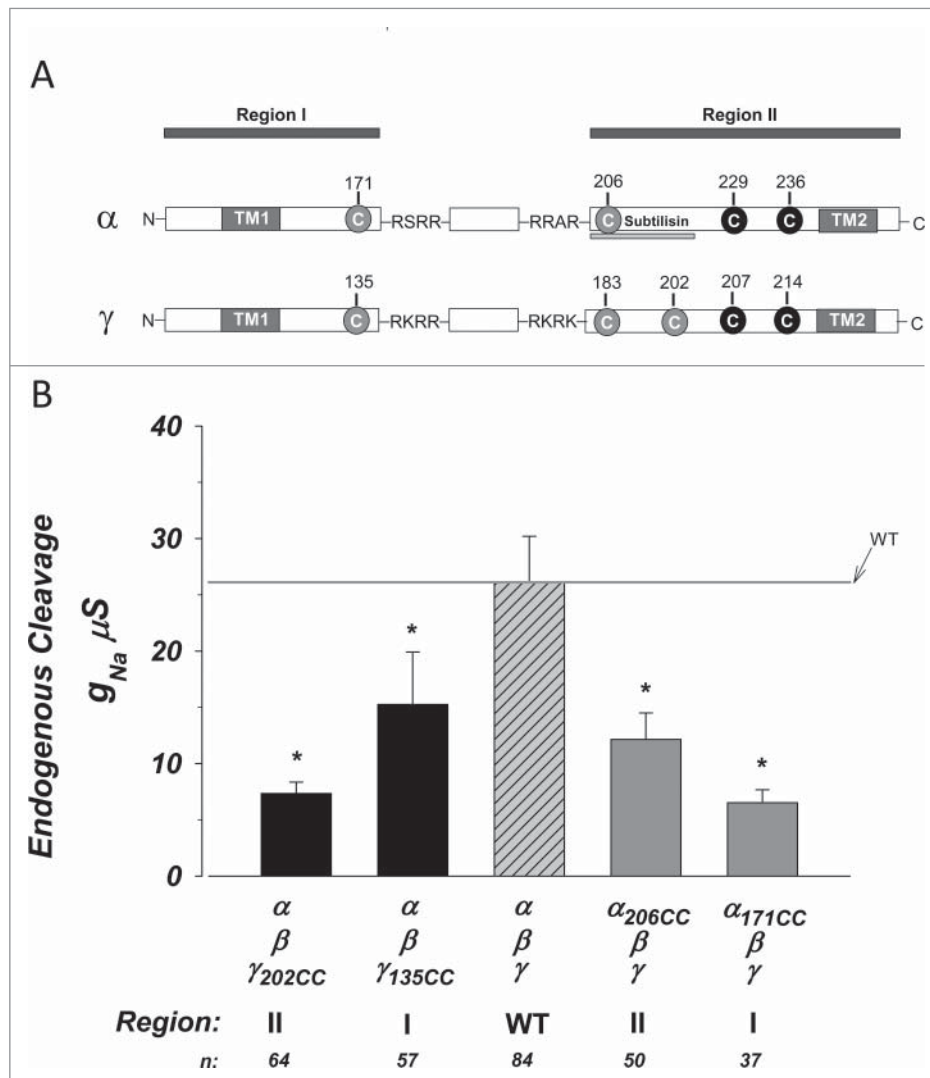 A
Region I
Region II
171
206
229
236
α N TM1 C RSRR RRAR C Subtilisin C C TM2 C
135
183
202
207
214
γ N TM1 C RKRR RKRK C C C C TM2 C
B
Endogenous Cleavage
gNa µS
40
30
20
10
0
WT
*
*
*
*
α α α α206CC α171CC
β β β β β
γ202CC γ135CC γ γ γ
Region: II I WT II I
n: 64 57 84 50 37